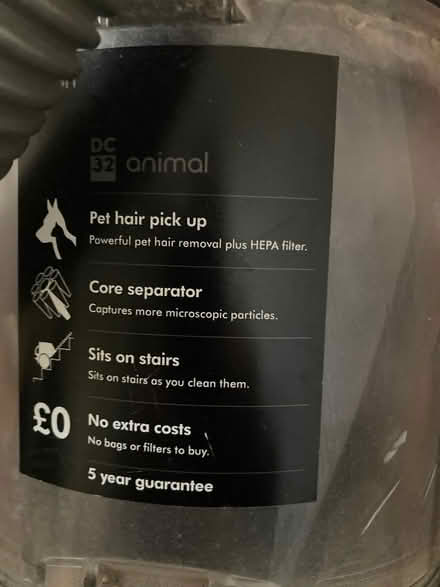 DC
32 animal
Pet hair pick up
Powerful pet hair removal plus HEPA filter.
Core separator
Captures more microscopic particles.
Sits on stairs
Sits on stairs as you clean them.
£0 No extra costs
No bags or filters to buy.
5 year guarantee